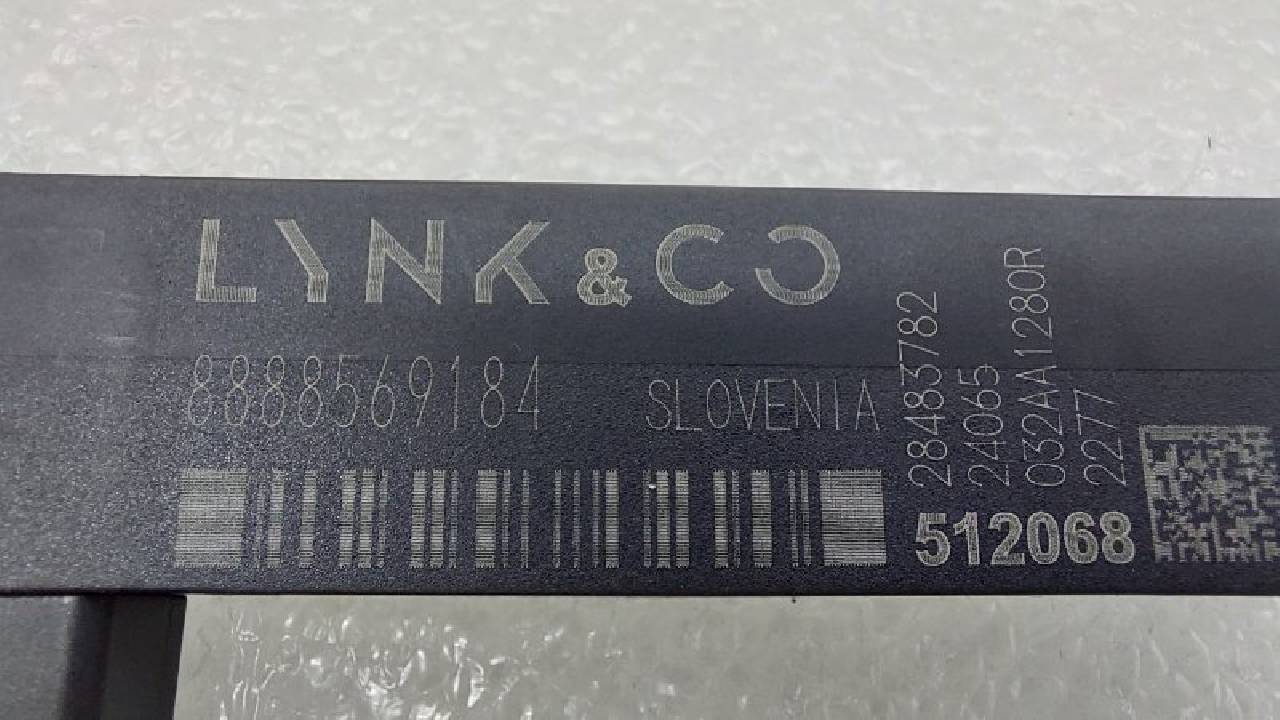 LYNK & CO
8888569184 SLOVENIA
28483782
24065
032AA1280R
2277
512068